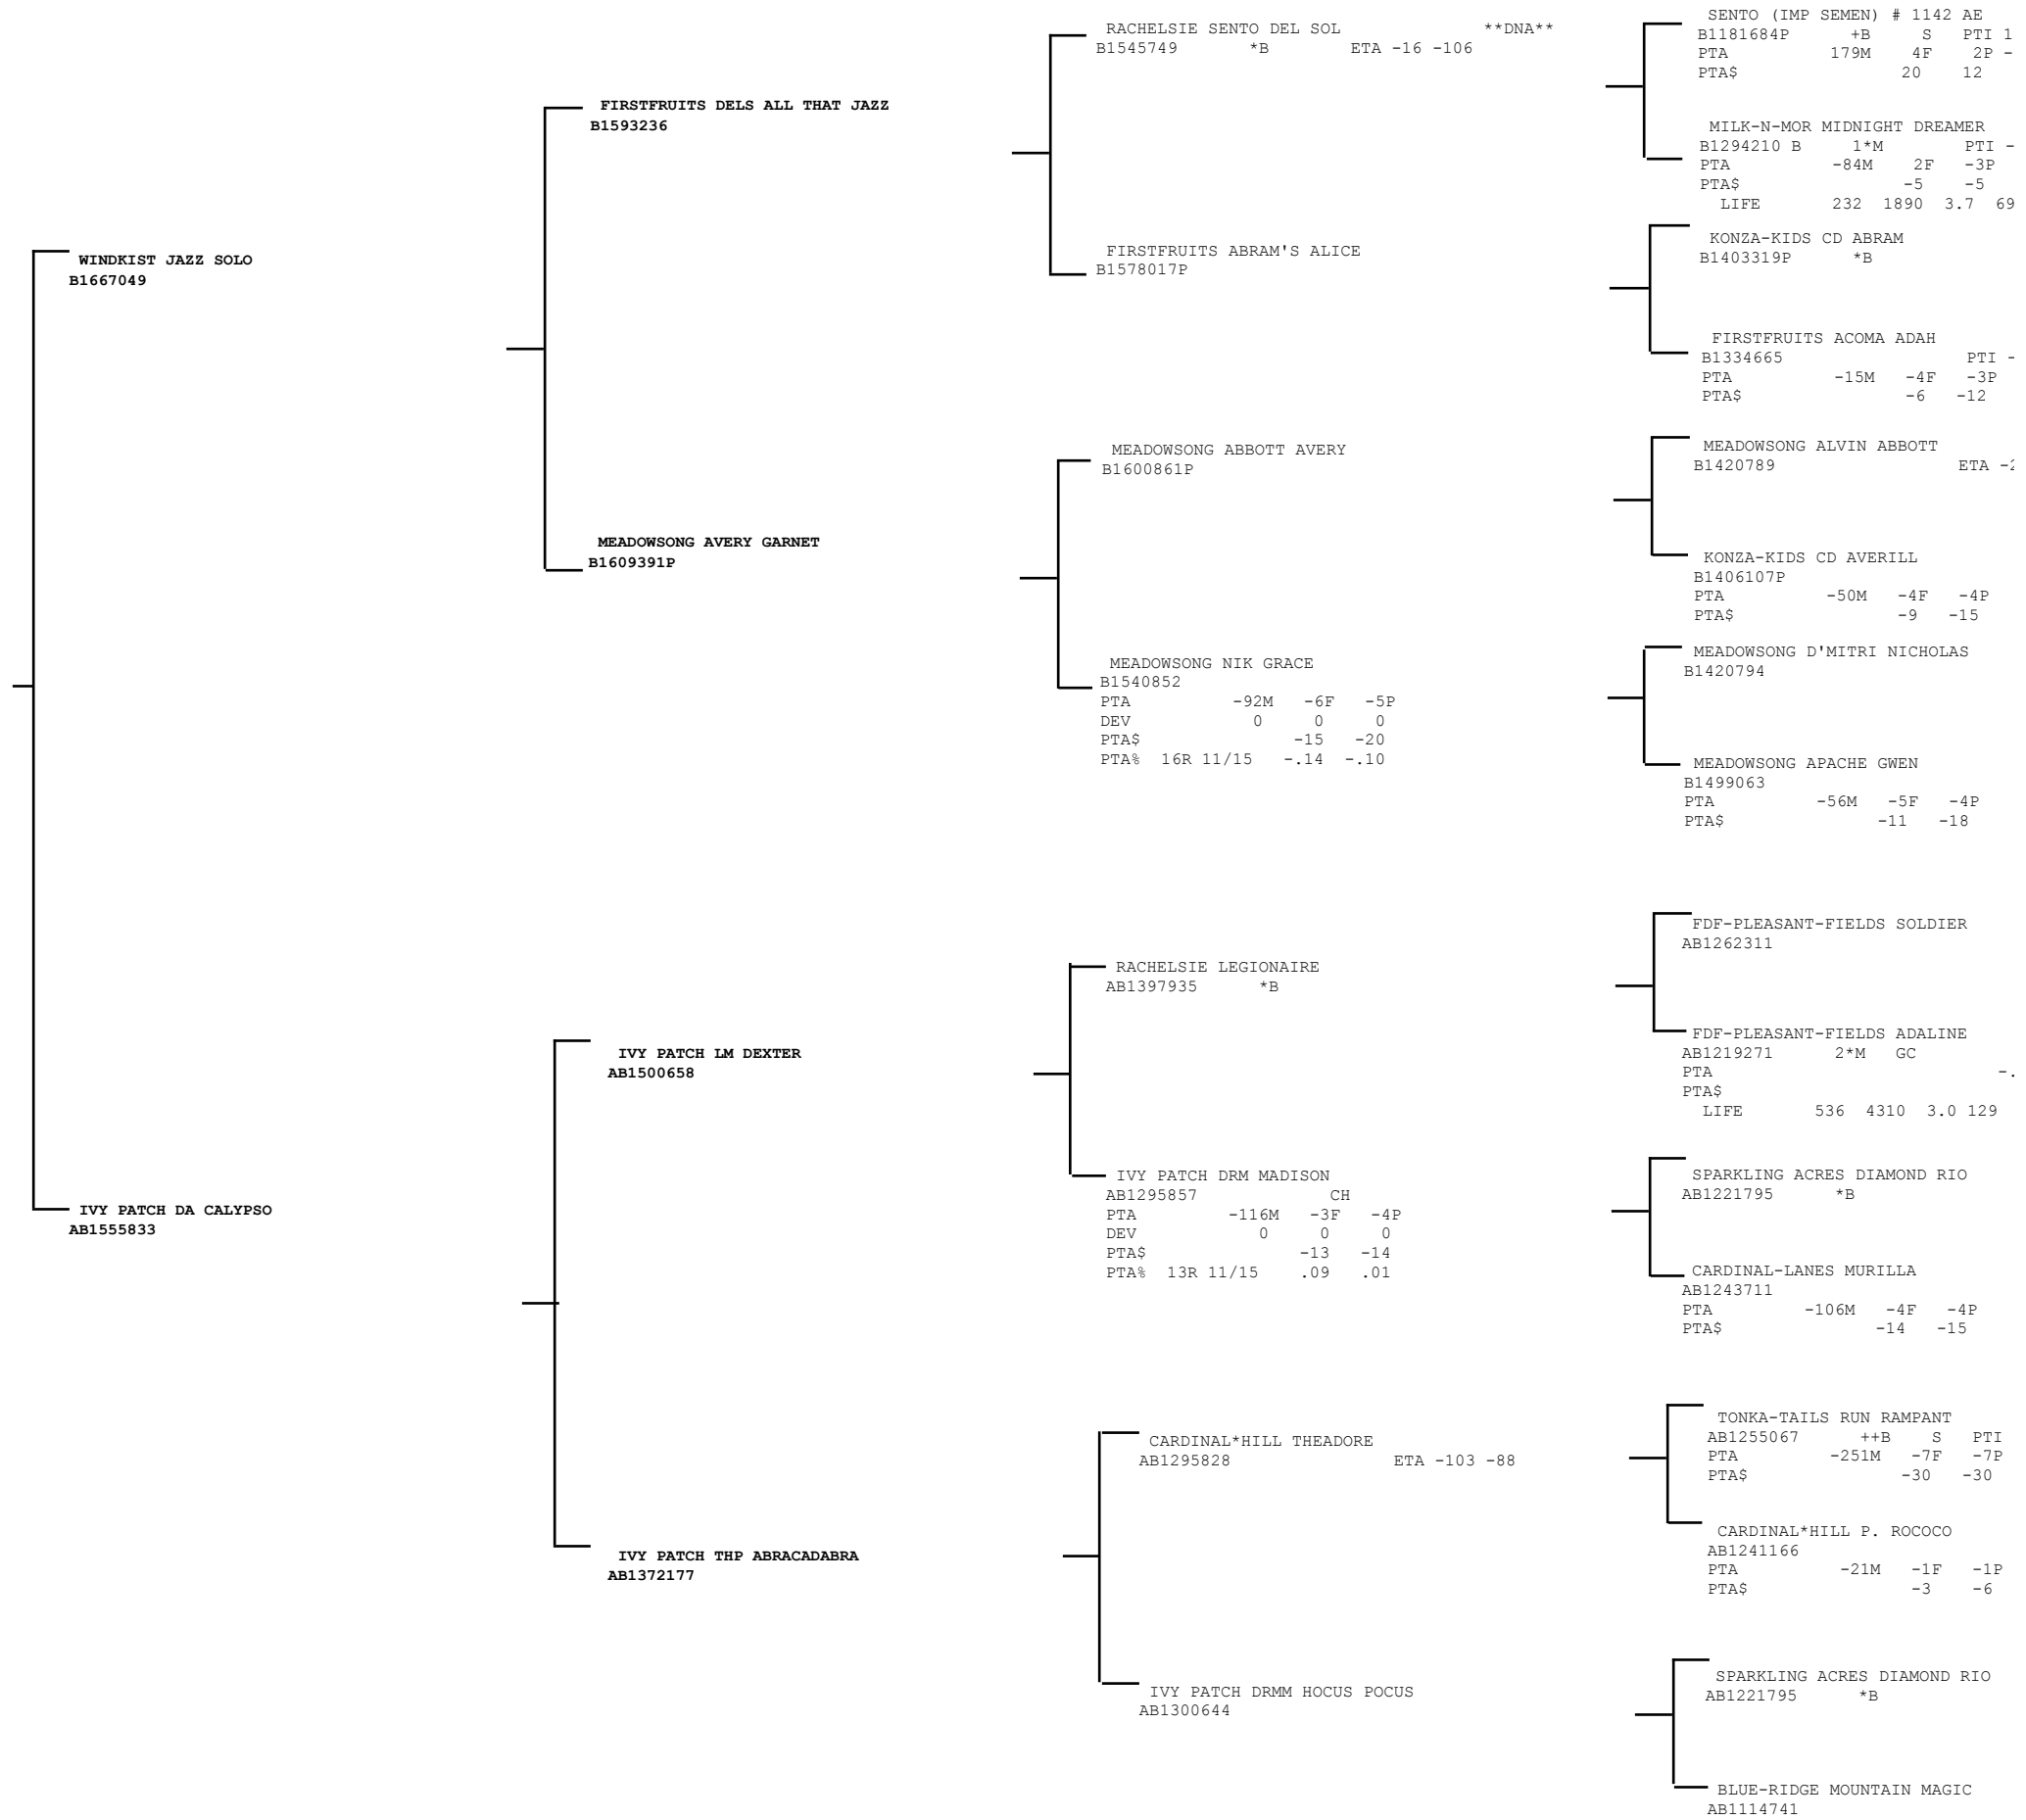 WINDKIST JAZZ SOLO
B1667049
IVY PATCH DA CALYPSO
AB1555833
FIRSTFRUITS DELS ALL THAT JAZZ
B1593236
MEADOWSONG AVERY GARNET
B1609391P
IVY PATCH LM DEXTER
AB1500658
IVY PATCH THP ABRACADABRA
AB1372177
RACHELSIE SENTO DEL SOL **DNA**
B1545749 *B ETA -16 -106
FIRSTFRUITS ABRAM'S ALICE
B1578017P
MEADOWSONG ABBOTT AVERY
B1600861P
MEADOWSONG NIK GRACE
B1540852
PTA -92M -6F -5P
DEV 0 0 0
PTA$ -15 -20
PTA% 16R 11/15 -.14 -.10
RACHELSIE LEGIONAIRE
AB1397935 *B
IVY PATCH DRM MADISON
AB1295857 CH
PTA -116M -3F -4P
DEV 0 0 0
PTA$ -13 -14
PTA% 13R 11/15 .09 .01
CARDINAL*HILL THEADORE
AB1295828 ETA -103 -88
IVY PATCH DRMM HOCUS POCUS
AB1300644
SENTO (IMP SEMEN) # 1142 AE
B1181684P +B S PTI 1
PTA 179M 4F 2P -
PTA$ 20 12
MILK-N-MOR MIDNIGHT DREAMER
B1294210 B 1*M PTI -
PTA -84M 2F -3P
PTA$ -5 -5
LIFE 232 1890 3.7 69
KONZA-KIDS CD ABRAM
B1403319P *B
FIRSTFRUITS ACOMA ADAH
B1334665 PTI -
PTA -15M -4F -3P
PTA$ -6 -12
MEADOWSONG ALVIN ABBOTT
B1420789 ETA -
KONZA-KIDS CD AVERILL
B1406107P
PTA -50M -4F -4P
PTA$ -9 -15
MEADOWSONG D'MITRI NICHOLAS
B1420794
MEADOWSONG APACHE GWEN
B1499063
PTA -56M -5F -4P
PTA$ -11 -18
FDF-PLEASANT-FIELDS SOLDIER
AB1262311
FDF-PLEASANT-FIELDS ADALINE
AB1219271 2*M GC
PTA -.
PTA$
LIFE 536 4310 3.0 129
SPARKLING ACRES DIAMOND RIO
AB1221795 *B
CARDINAL-LANES MURILLA
AB1243711
PTA -106M -4F -4P
PTA$ -14 -15
TONKA-TAILS RUN RAMPANT
AB1255067 ++B S PTI
PTA -251M -7F -7P
PTA$ -30 -30
CARDINAL*HILL P. ROCOCO
AB1241166
PTA -21M -1F -1P
PTA$ -3 -6
SPARKLING ACRES DIAMOND RIO
AB1221795 *B
BLUE-RIDGE MOUNTAIN MAGIC
AB1114741